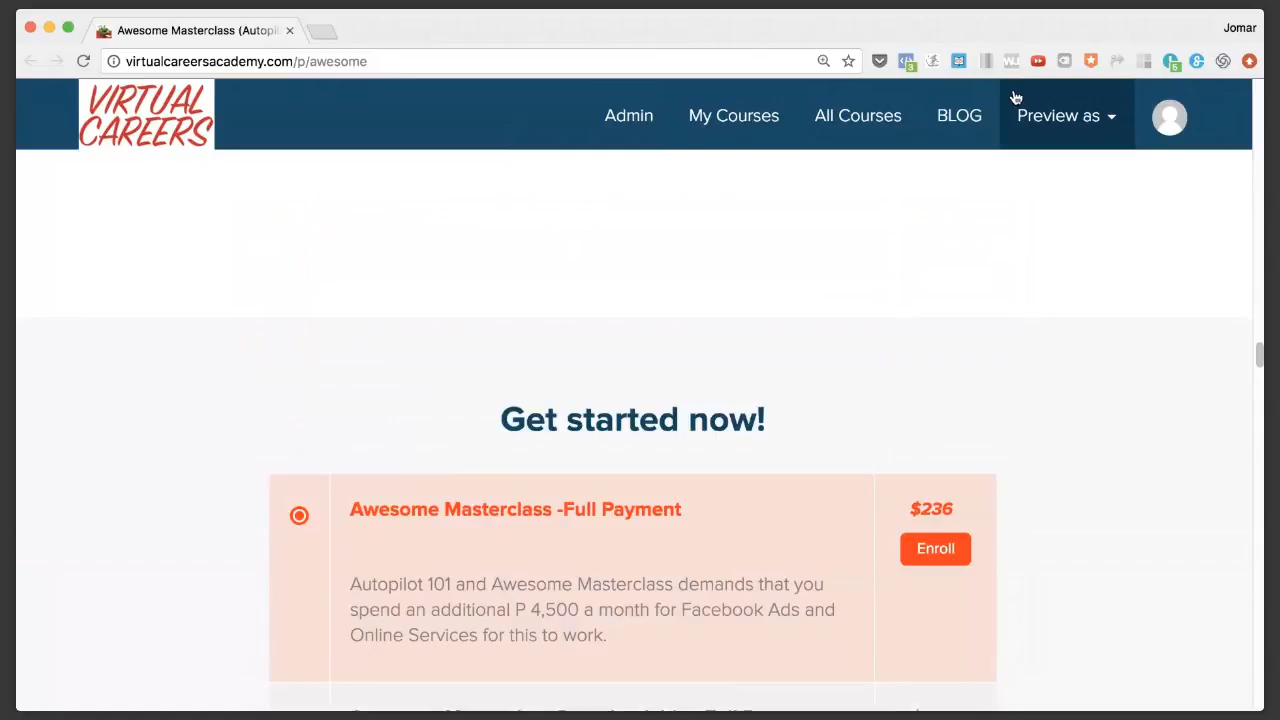 Awesome Masterclass (Autopil
Jomar
virtualcareersacademy.com/p/awesome
VIRTUAL
CAREERS
Admin
My Courses
All Courses
BLOG
Preview as
Get started now!
Awesome Masterclass -Full Payment
$236
Enroll
Autopilot 101 and Awesome Masterclass demands that you
spend an additional P 4,500 a month for Facebook Ads and
Online Services for this to work.